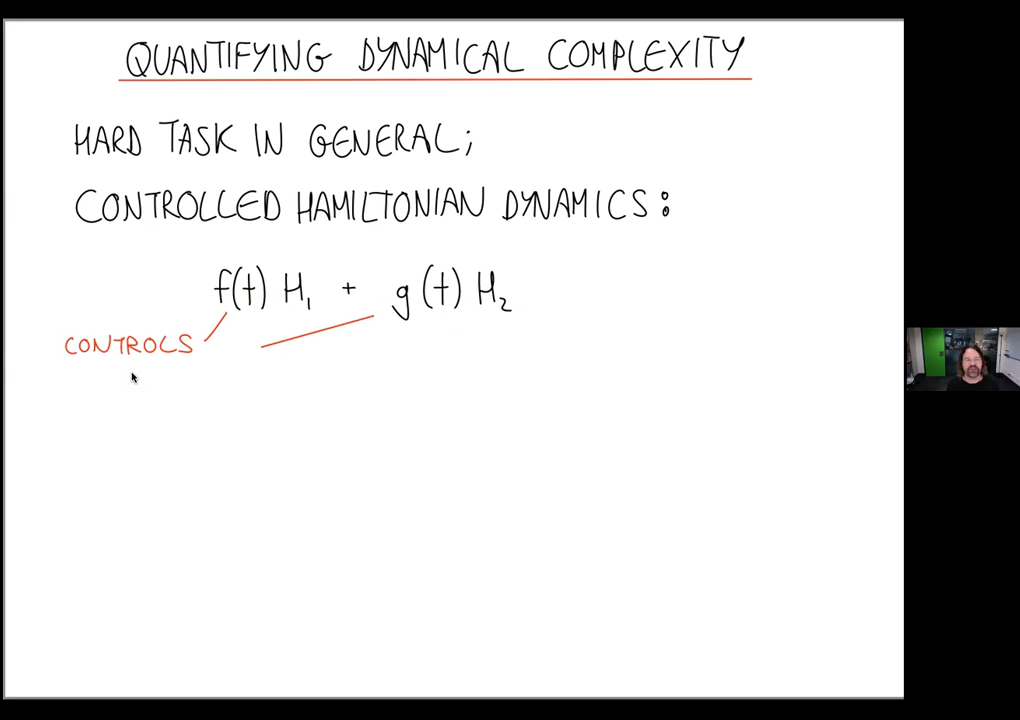 QUANTIFYING DYNAMICAL COMPLEXITY
HARD TASK IN GENERAL;
CONTROLLED HAMILTONIAN DYNAMICS:
f(t) H₁ + g(t) H₂
CONTROLS